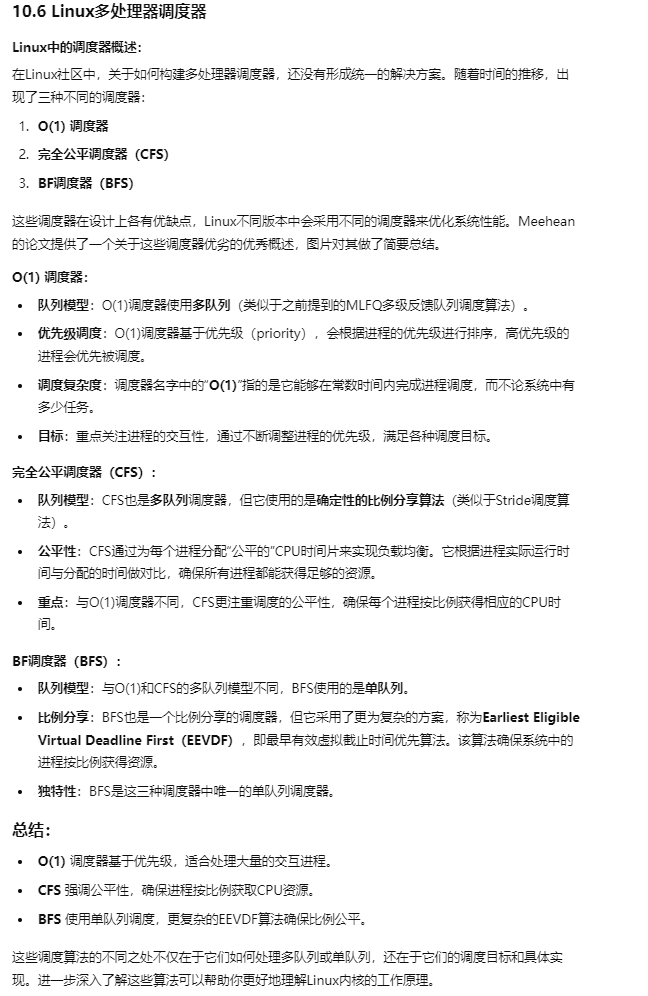 10.6 Linux多处理器调度器
Linux中的调度器概述：
在Linux社区中，关于如何构建多处理器调度器，还没有形成统一的解决方案。随着时间的推移，出
现了三种不同的调度器：
1. O(1) 调度器
2. 完全公平调度器（CFS）
3. BF调度器（BFS）
这些调度器在设计上各有优缺点，Linux不同版本中会采用不同的调度器来优化系统性能。Meehean
的论文提供了一个关于这些调度器优劣的优秀概述，图片对其做了简要总结。
O(1) 调度器：
• 队列模型：O(1)调度器使用多队列（类似于之前提到的MLFQ多级反馈队列调度算法）。
• 优先级调度：O(1)调度器基于优先级（priority），会根据进程的优先级进行排序，高优先级的
进程会优先被调度。
• 调度复杂度：调度器名字中的“O(1)”指的是它能够在常数时间内完成进程调度，而不论系统中有
多少任务。
• 目标：重点关注进程的交互性，通过不断调整进程的优先级，满足各种调度目标。
完全公平调度器（CFS）：
• 队列模型：CFS也是多队列调度器，但它使用的是确定性的比例分享算法（类似于Stride调度算
法）。
• 公平性：CFS通过为每个进程分配“公平的”CPU时间片来实现负载均衡。它根据进程实际运行时
间与分配的时间做对比，确保所有进程都能获得足够的资源。
• 重点：与O(1)调度器不同，CFS更注重调度的公平性，确保每个进程按比例获得相应的CPU时
间。
BF调度器（BFS）：
• 队列模型：与O(1)和CFS的多队列模型不同，BFS使用的是单队列。
• 比例分享：BFS也是一个比例分享的调度器，但它采用了更为复杂的方案，称为Earliest Eligible
Virtual Deadline First（EEVDF），即最早有效虚拟截止时间优先算法。该算法确保系统中的
进程按比例获得资源。
• 独特性：BFS是这三种调度器中唯一的单队列调度器。
总结：
• O(1) 调度器基于优先级，适合处理大量的交互进程。
• CFS 强调公平性，确保进程按比例获取CPU资源。
• BFS 使用单队列调度，更复杂的EEVDF算法确保比例公平。
这些调度算法的不同之处不仅在于它们如何处理多队列或单队列，还在于它们的调度目标和具体实
现。进一步深入了解这些算法可以帮助你更好地理解Linux内核的工作原理。